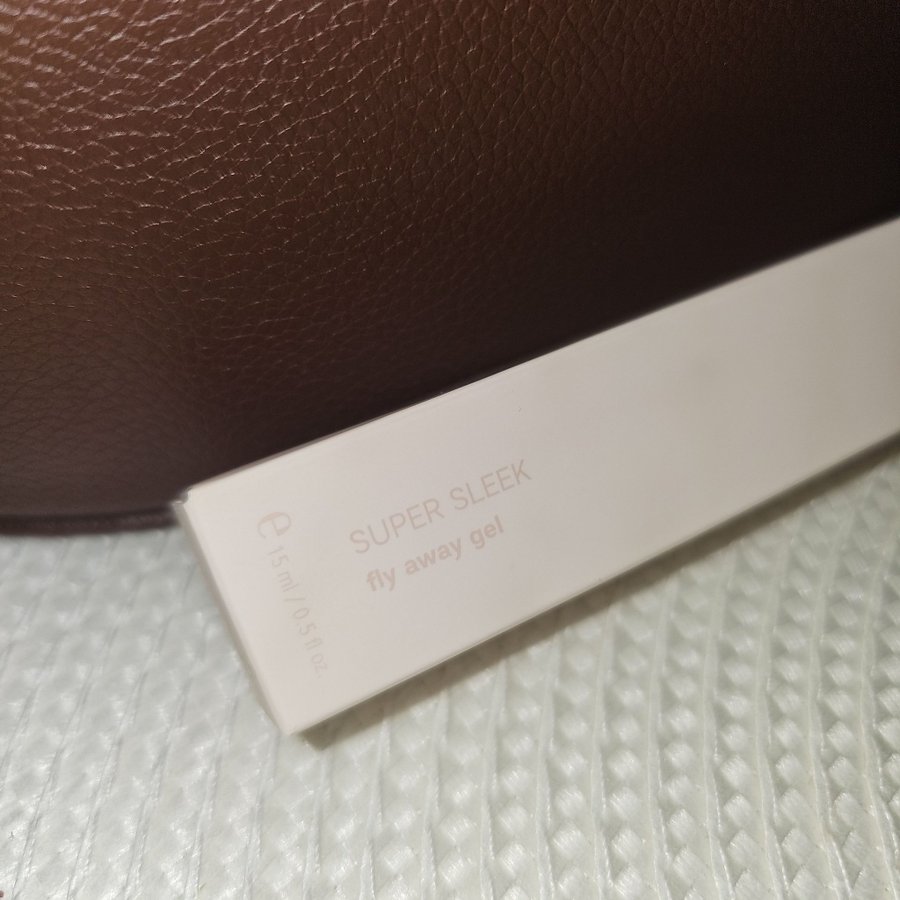 SUPER SLEEK
fly away gel
e 15 ml / 0.5 fl oz.